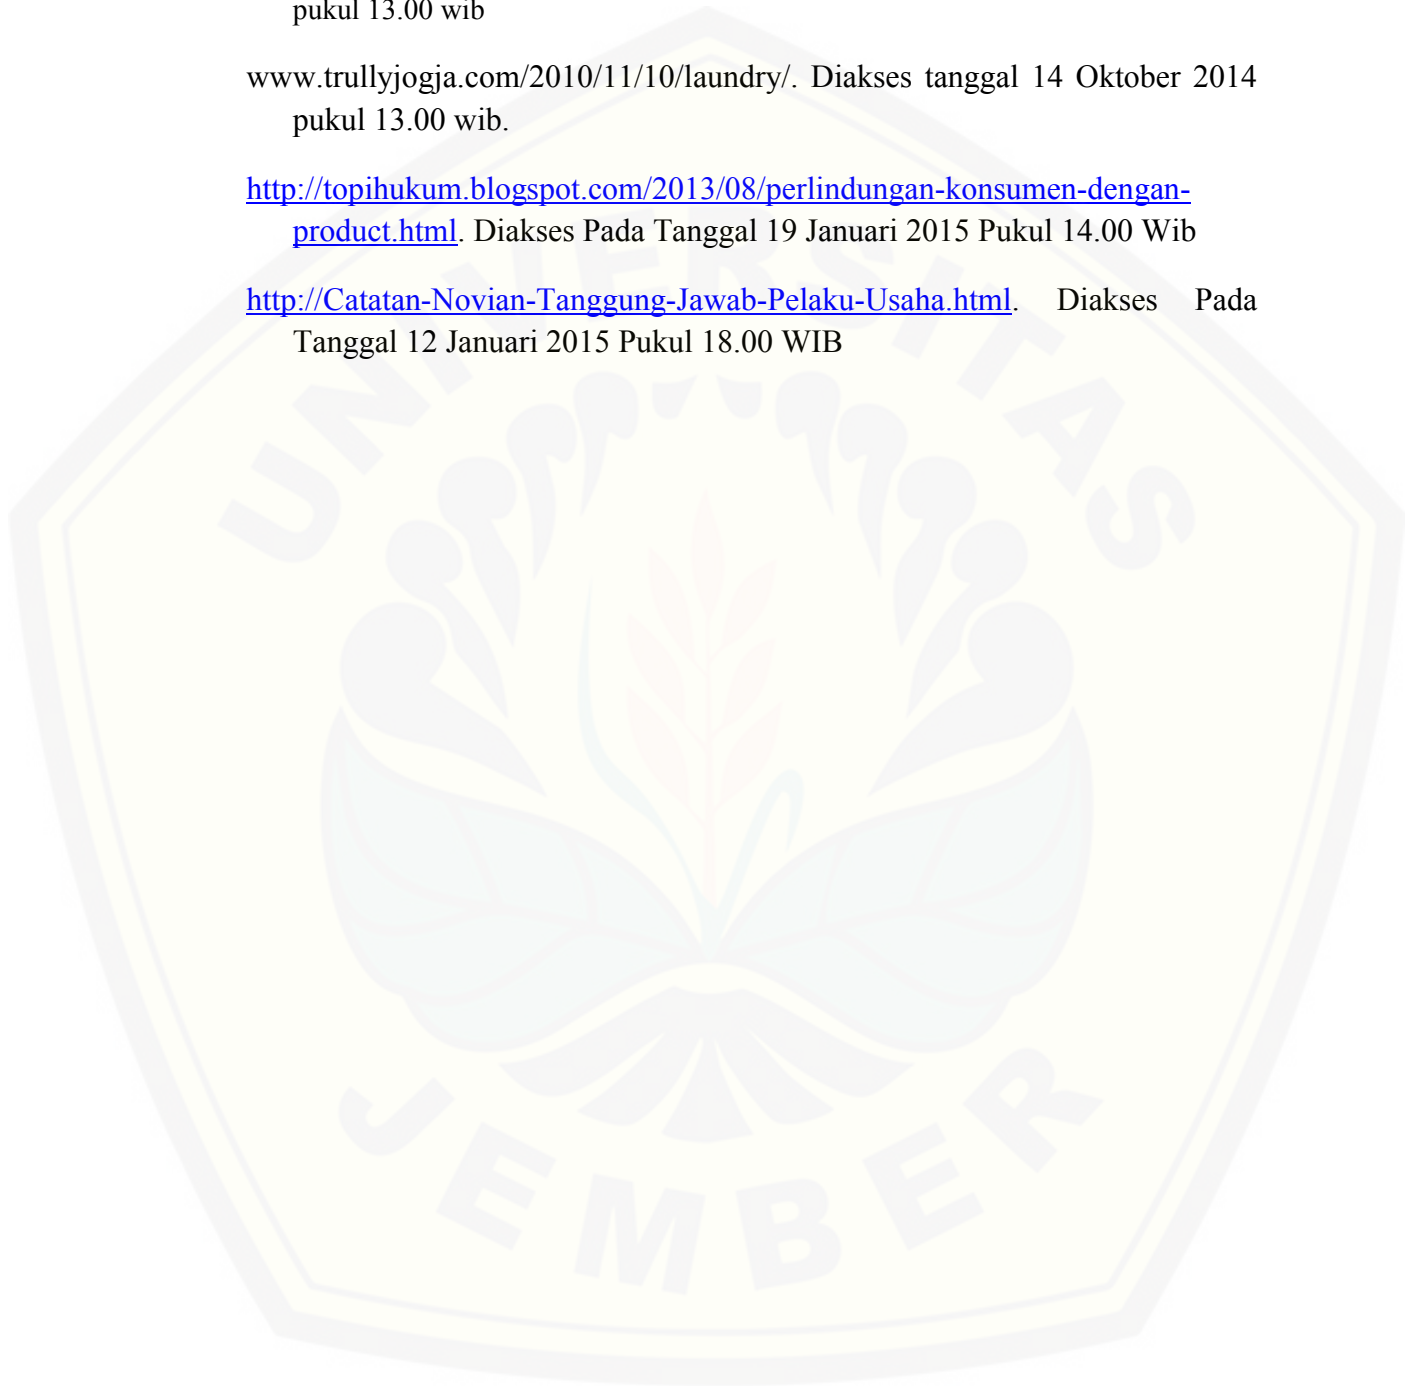 pukul 13.00 wib
www.trullyjogja.com/2010/11/10/laundry/. Diakses tanggal 14 Oktober 2014
pukul 13.00 wib.
http://topihukum.blogspot.com/2013/08/perlindungan-konsumen-dengan-
product.html. Diakses Pada Tanggal 19 Januari 2015 Pukul 14.00 Wib
http://Catatan-Novian-Tanggung-Jawab-Pelaku-Usaha.html. Diakses Pada
Tanggal 12 Januari 2015 Pukul 18.00 WIB
UNIVERSITAS
JEMBER